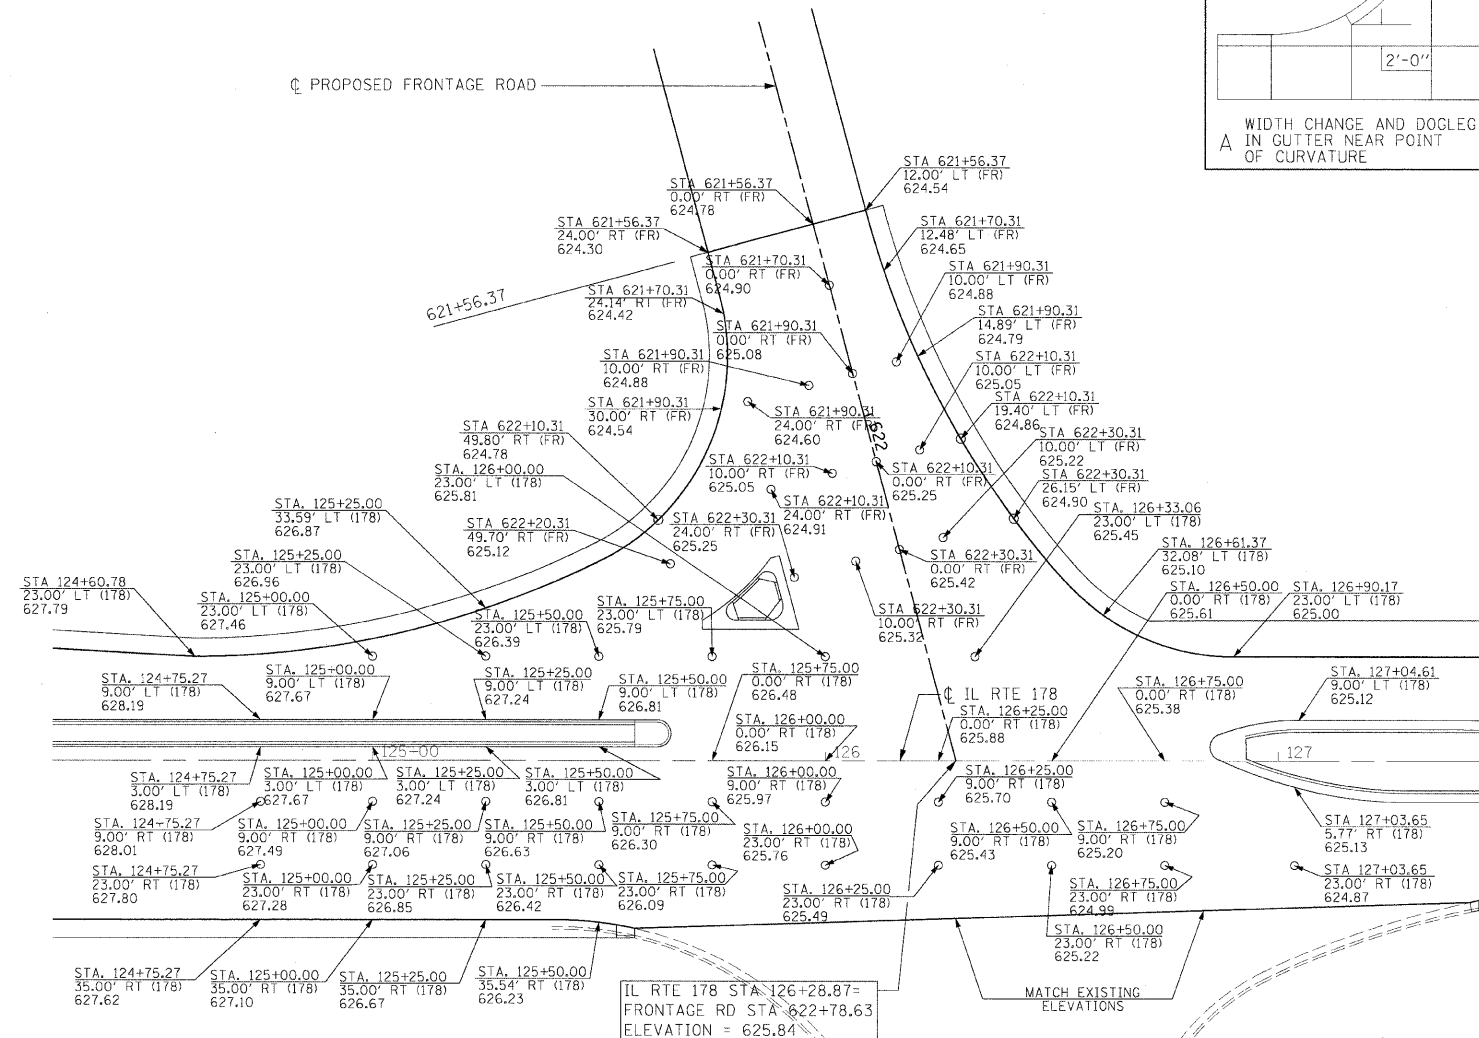 2'-0"
WIDTH CHANGE AND DOGLEG
A IN GUTTER NEAR POINT
OF CURVATURE
℄ PROPOSED FRONTAGE ROAD
STA 621+56.37
12.00' LT (FR)
624.54
STA 621+56.37
0.00' RT (FR)
624.78
STA 621+56.37
24.00' RT (FR)
624.30
621+56.37
STA 621+70.31
12.48' LT (FR)
624.65
STA 621+70.31
0.00' RT (FR)
624.90
STA 621+70.31
24.14' RT (FR)
624.42
STA 621+90.31
10.00' LT (FR)
624.88
STA 621+90.31
14.89' LT (FR)
624.79
STA 621+90.31
0.00' RT (FR)
625.08
STA 621+90.31
10.00' RT (FR)
624.88
STA 622+10.31
10.00' LT (FR)
625.05
STA 621+90.31
30.00' RT (FR)
624.54
STA 621+90.31
24.00' RT (FR)
624.60
622
STA 622+10.31
19.40' LT (FR)
624.86
STA 622+10.31
49.80' RT (FR)
624.78
STA 622+30.31
10.00' LT (FR)
625.22
STA. 126+00.00
23.00' LT (178)
625.81
STA 622+10.31
10.00' RT (FR)
625.05
STA 622+10.31
0.00' RT (FR)
625.25
STA 622+30.31
26.15' LT (FR)
624.90
STA. 125+25.00
33.59' LT (178)
626.87
STA 622+10.31
24.00' RT (FR)
624.91
STA. 126+33.06
23.00' LT (178)
625.45
STA 622+20.31
49.70' RT (FR)
625.12
STA 622+30.31
24.00' RT (FR)
625.25
STA. 126+61.37
32.08' LT (178)
625.10
STA. 125+25.00
23.00' LT (178)
626.96
STA 622+30.31
0.00' RT (FR)
625.42
STA 124+60.78
23.00' LT (178)
627.79
STA. 125+00.00
23.00' LT (178)
627.46
STA. 125+50.00
23.00' LT (178)
626.39
STA. 125+75.00
23.00' LT (178)
625.79
STA 622+30.31
10.00' RT (FR)
625.32
STA. 126+50.00
0.00' RT (178)
625.61
STA. 126+90.17
23.00' LT (178)
625.00
STA. 124+75.27
9.00' LT (178)
628.19
STA. 125+00.00
9.00' LT (178)
627.67
STA. 125+25.00
9.00' LT (178)
627.24
STA. 125+50.00
9.00' LT (178)
626.81
STA. 125+75.00
0.00' RT (178)
626.48
℄ IL RTE 178
STA. 126+75.00
0.00' RT (178)
625.38
STA. 127+04.61
9.00' LT (178)
625.12
STA. 126+00.00
0.00' RT (178)
626.15
STA. 126+25.00
0.00' RT (178)
625.88
125+00
126
127
STA. 124+75.27
3.00' LT (178)
628.19
STA. 125+00.00
3.00' LT (178)
627.67
STA. 125+25.00
3.00' LT (178)
627.24
STA. 125+50.00
3.00' LT (178)
626.81
STA. 126+00.00
9.00' RT (178)
625.97
STA. 126+25.00
9.00' RT (178)
625.70
STA. 124+75.27
9.00' RT (178)
628.01
STA. 125+00.00
9.00' RT (178)
627.49
STA. 125+25.00
9.00' RT (178)
627.06
STA. 125+50.00
9.00' RT (178)
626.63
STA. 125+75.00
9.00' RT (178)
626.30
STA. 126+00.00
23.00' RT (178)
625.76
STA. 126+50.00
9.00' RT (178)
625.43
STA. 126+75.00
9.00' RT (178)
625.20
STA. 127+03.65
5.77' RT (178)
625.13
STA. 124+75.27
23.00' RT (178)
627.80
STA. 125+00.00
23.00' RT (178)
627.28
STA. 125+25.00
23.00' RT (178)
626.85
STA. 125+50.00
23.00' RT (178)
626.42
STA. 125+75.00
23.00' RT (178)
626.09
STA. 126+25.00
23.00' RT (178)
625.49
STA. 126+75.00
23.00' RT (178)
624.99
STA. 127+03.65
23.00' RT (178)
624.87
STA. 126+50.00
23.00' RT (178)
625.22
STA. 124+75.27
35.00' RT (178)
627.62
STA. 125+00.00
35.00' RT (178)
627.10
STA. 125+25.00
35.00' RT (178)
626.67
STA. 125+50.00
35.54' RT (178)
626.23
IL RTE 178 STA 126+28.87=
FRONTAGE RD STA 622+78.63
ELEVATION = 625.84
MATCH EXISTING
ELEVATIONS